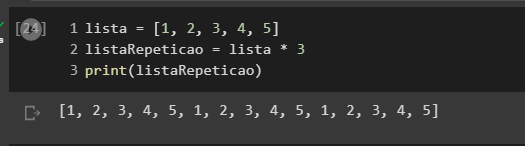 [24] 1 lista = [1, 2, 3, 4, 5]
2 listaRepeticao = lista * 3
3 print(listaRepeticao)
[1, 2, 3, 4, 5, 1, 2, 3, 4, 5, 1, 2, 3, 4, 5]